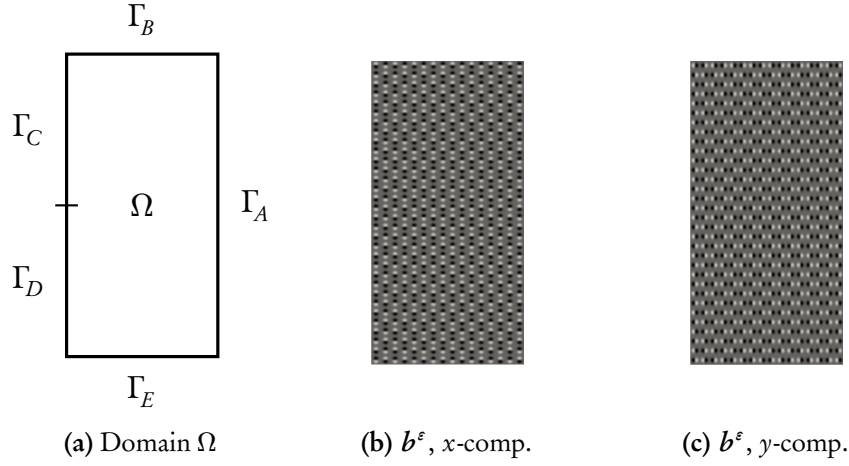 Γ_B
Γ_C
Ω
Γ_A
Γ_D
Γ_E
(a) Domain Ω
(b) b^ε, x-comp.
(c) b^ε, y-comp.